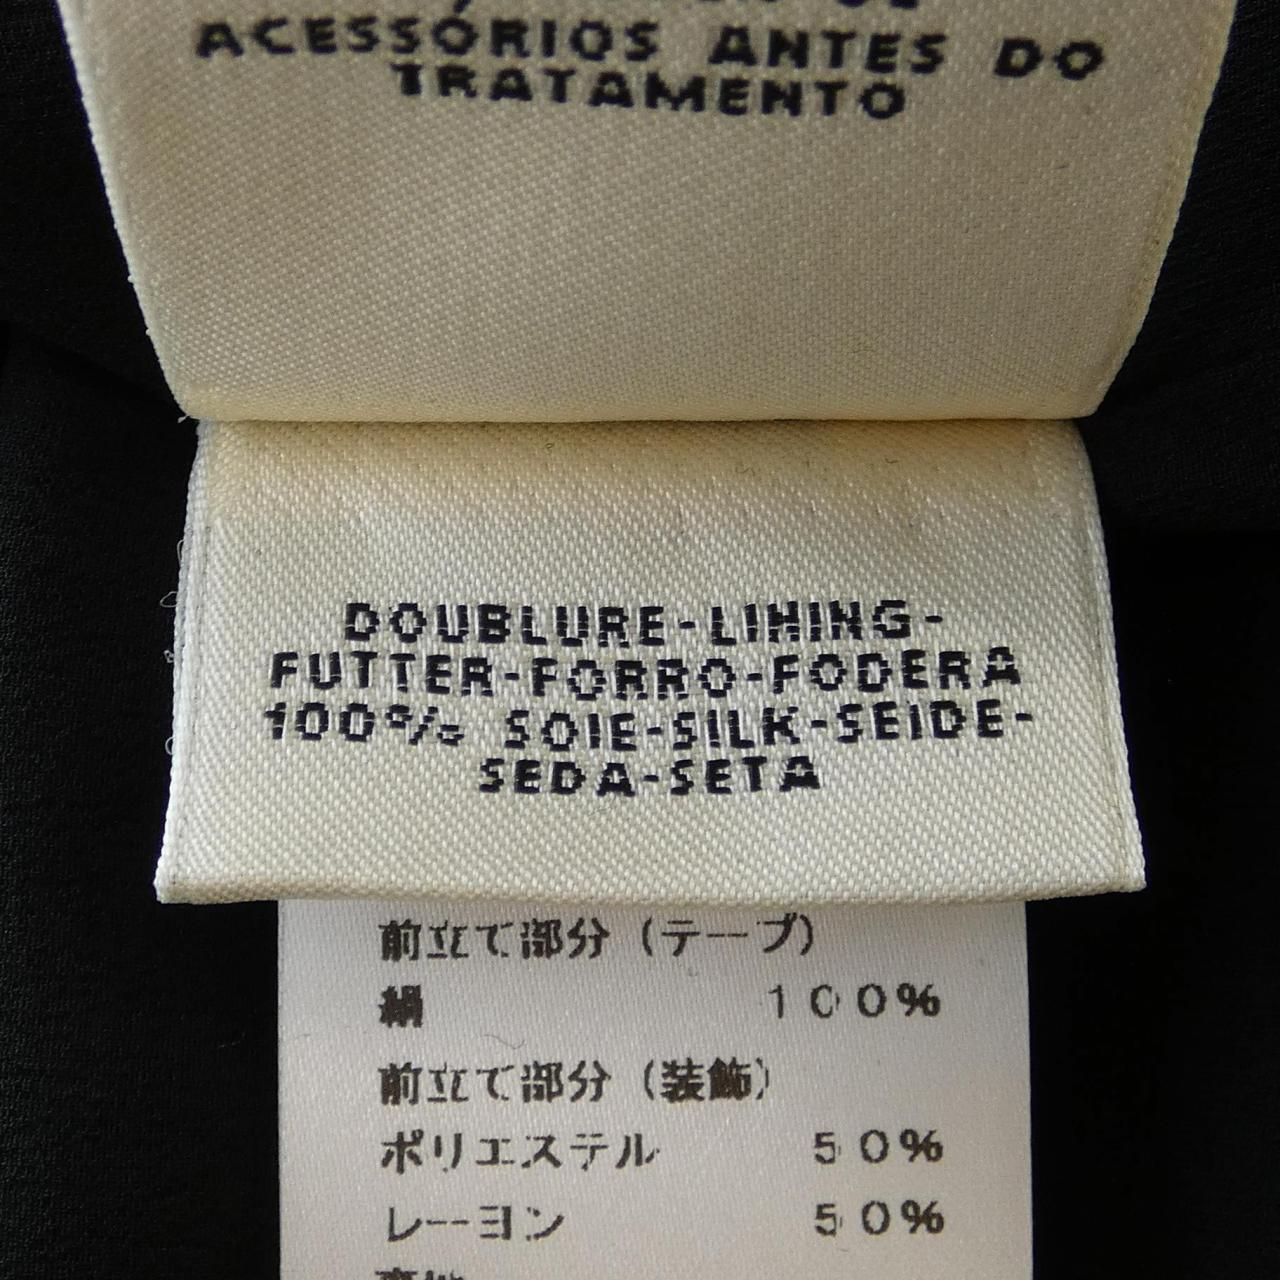 ACESSÓRIOS ANTES DO
TRATAMENTO
DOUBLURE-LINING-
FUTTER-FORRO-FODERA
100% SOIE-SILK-SEIDE-
SEDA-SETA
前立て部分(テープ)
絹 100%
前立て部分(装飾)
ポリエステル 50%
レーヨン 50%